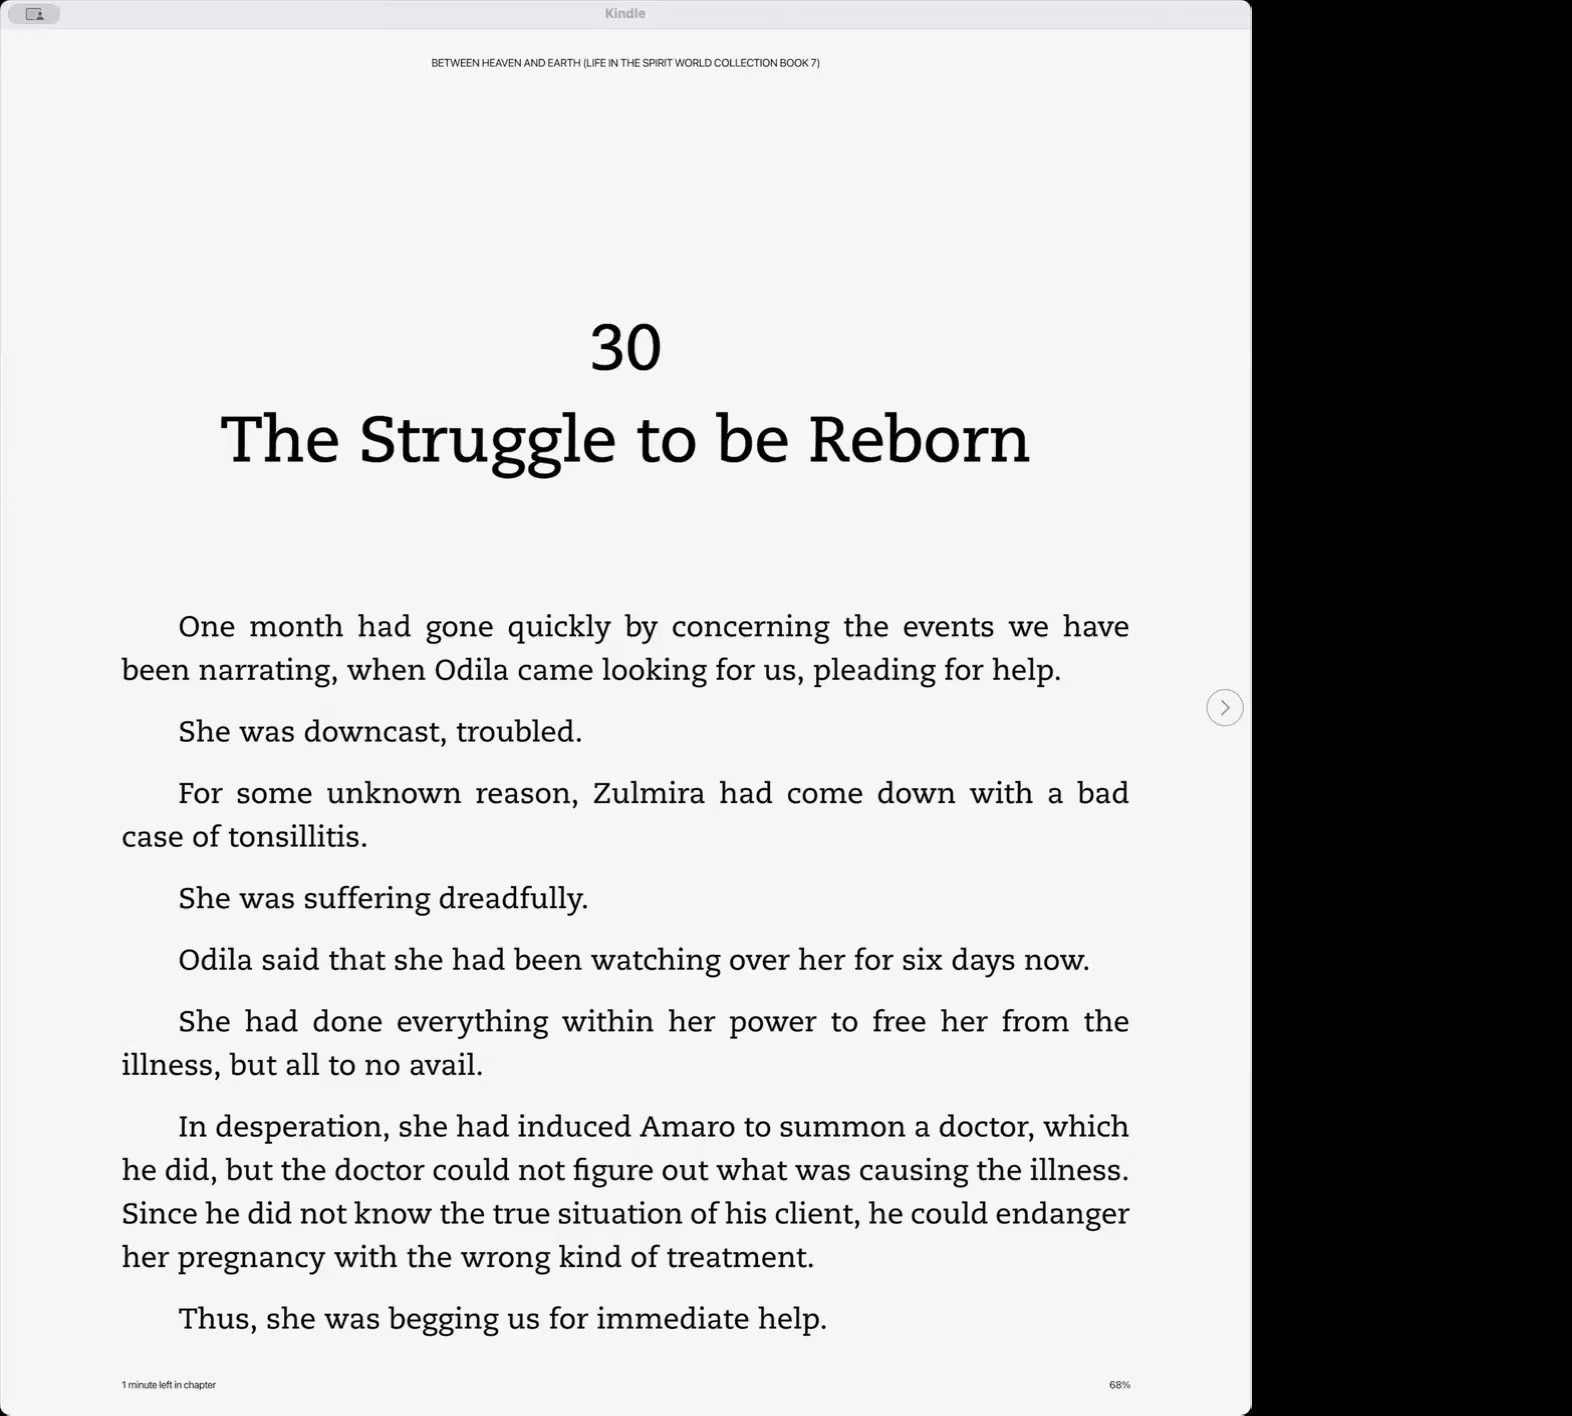 Kindle
BETWEEN HEAVEN AND EARTH (LIFE IN THE SPIRIT WORLD COLLECTION BOOK 7)
30
The Struggle to be Reborn
One month had gone quickly by concerning the events we have
been narrating, when Odila came looking for us, pleading for help.
She was downcast, troubled.
For some unknown reason, Zulmira had come down with a bad
case of tonsillitis.
She was suffering dreadfully.
Odila said that she had been watching over her for six days now.
She had done everything within her power to free her from the
illness, but all to no avail.
In desperation, she had induced Amaro to summon a doctor, which
he did, but the doctor could not figure out what was causing the illness.
Since he did not know the true situation of his client, he could endanger
her pregnancy with the wrong kind of treatment.
Thus, she was begging us for immediate help.
1 minute left in chapter
68%